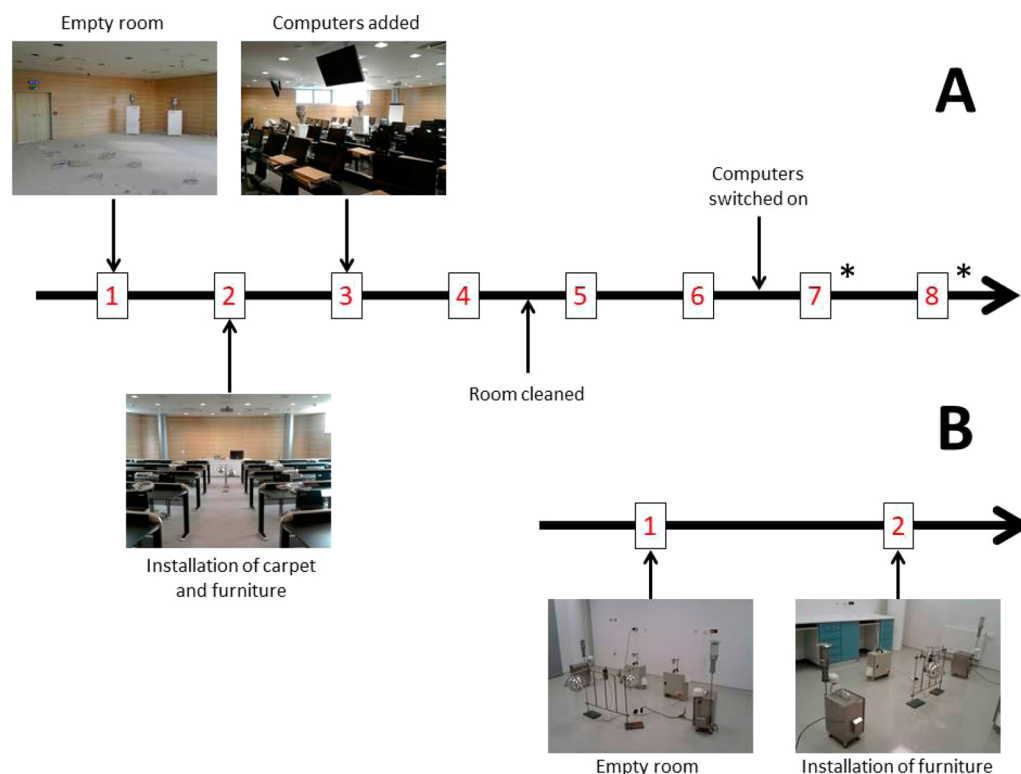 Empty room
Computers added
A
Computers
switched on
1
2
3
4
5
6
7
*
8
*
Room cleaned
Installation of carpet
and furniture
B
1
2
Empty room
Installation of furniture